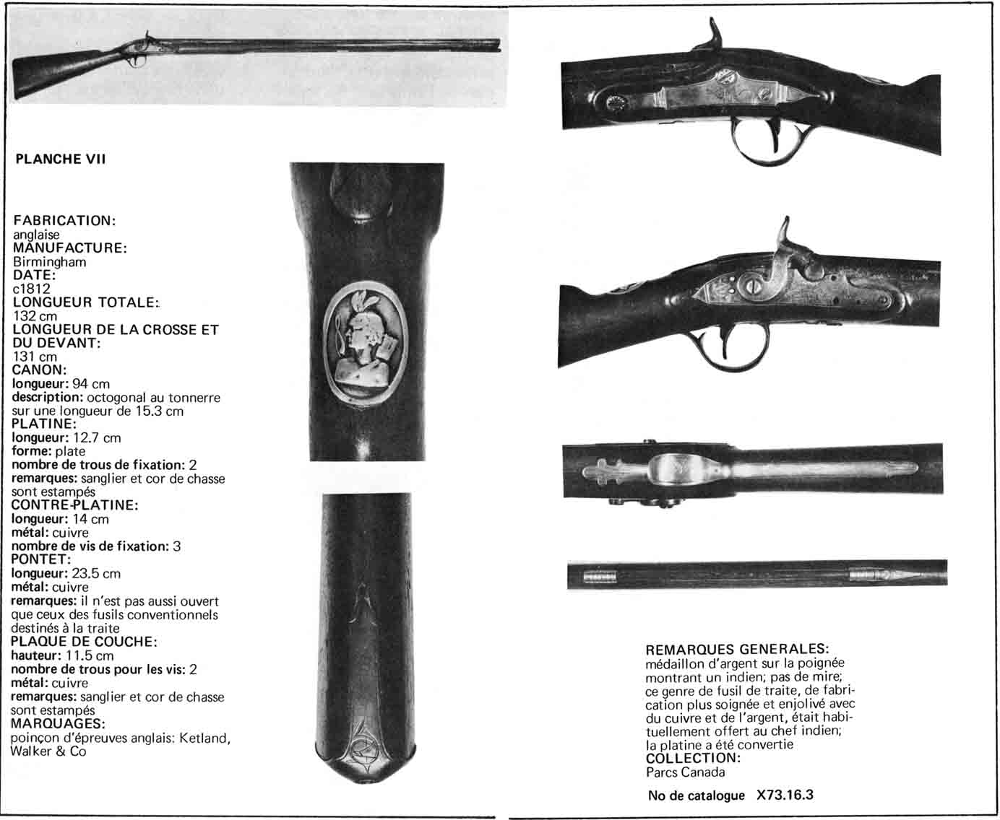 PLANCHE VII
FABRICATION:
anglaise
MANUFACTURE:
Birmingham
DATE:
c1812
LONGUEUR TOTALE:
132 cm
LONGUEUR DE LA CROSSE ET
DU DEVANT:
131 cm
CANON:
longueur: 94 cm
description: octogonal au tonnerre
sur une longueur de 15.3 cm
PLATINE:
longueur: 12.7 cm
forme: plate
nombre de trous de fixation: 2
remarques: sanglier et cor de chasse
sont estampés
CONTRE-PLATINE:
longueur: 14 cm
métal: cuivre
nombre de vis de fixation: 3
PONTET:
longueur: 23.5 cm
métal: cuivre
remarques: il n'est pas aussi ouvert
que ceux des fusils conventionnels
destinés à la traite
PLAQUE DE COUCHE:
hauteur: 11.5 cm
nombre de trous pour les vis: 2
métal: cuivre
remarques: sanglier et cor de chasse
sont estampés
MARQUAGES:
poinçon d'épreuves anglais: Ketland,
Walker & Co
REMARQUES GENERALES:
médaillon d'argent sur la poignée
montrant un indien; pas de mire;
ce genre de fusil de traite, de fabri-
cation plus soignée et enjolivé avec
du cuivre et de l'argent, était habi-
tuellement offert au chef indien;
la platine a été convertie
COLLECTION:
Parcs Canada
No de catalogue X73.16.3